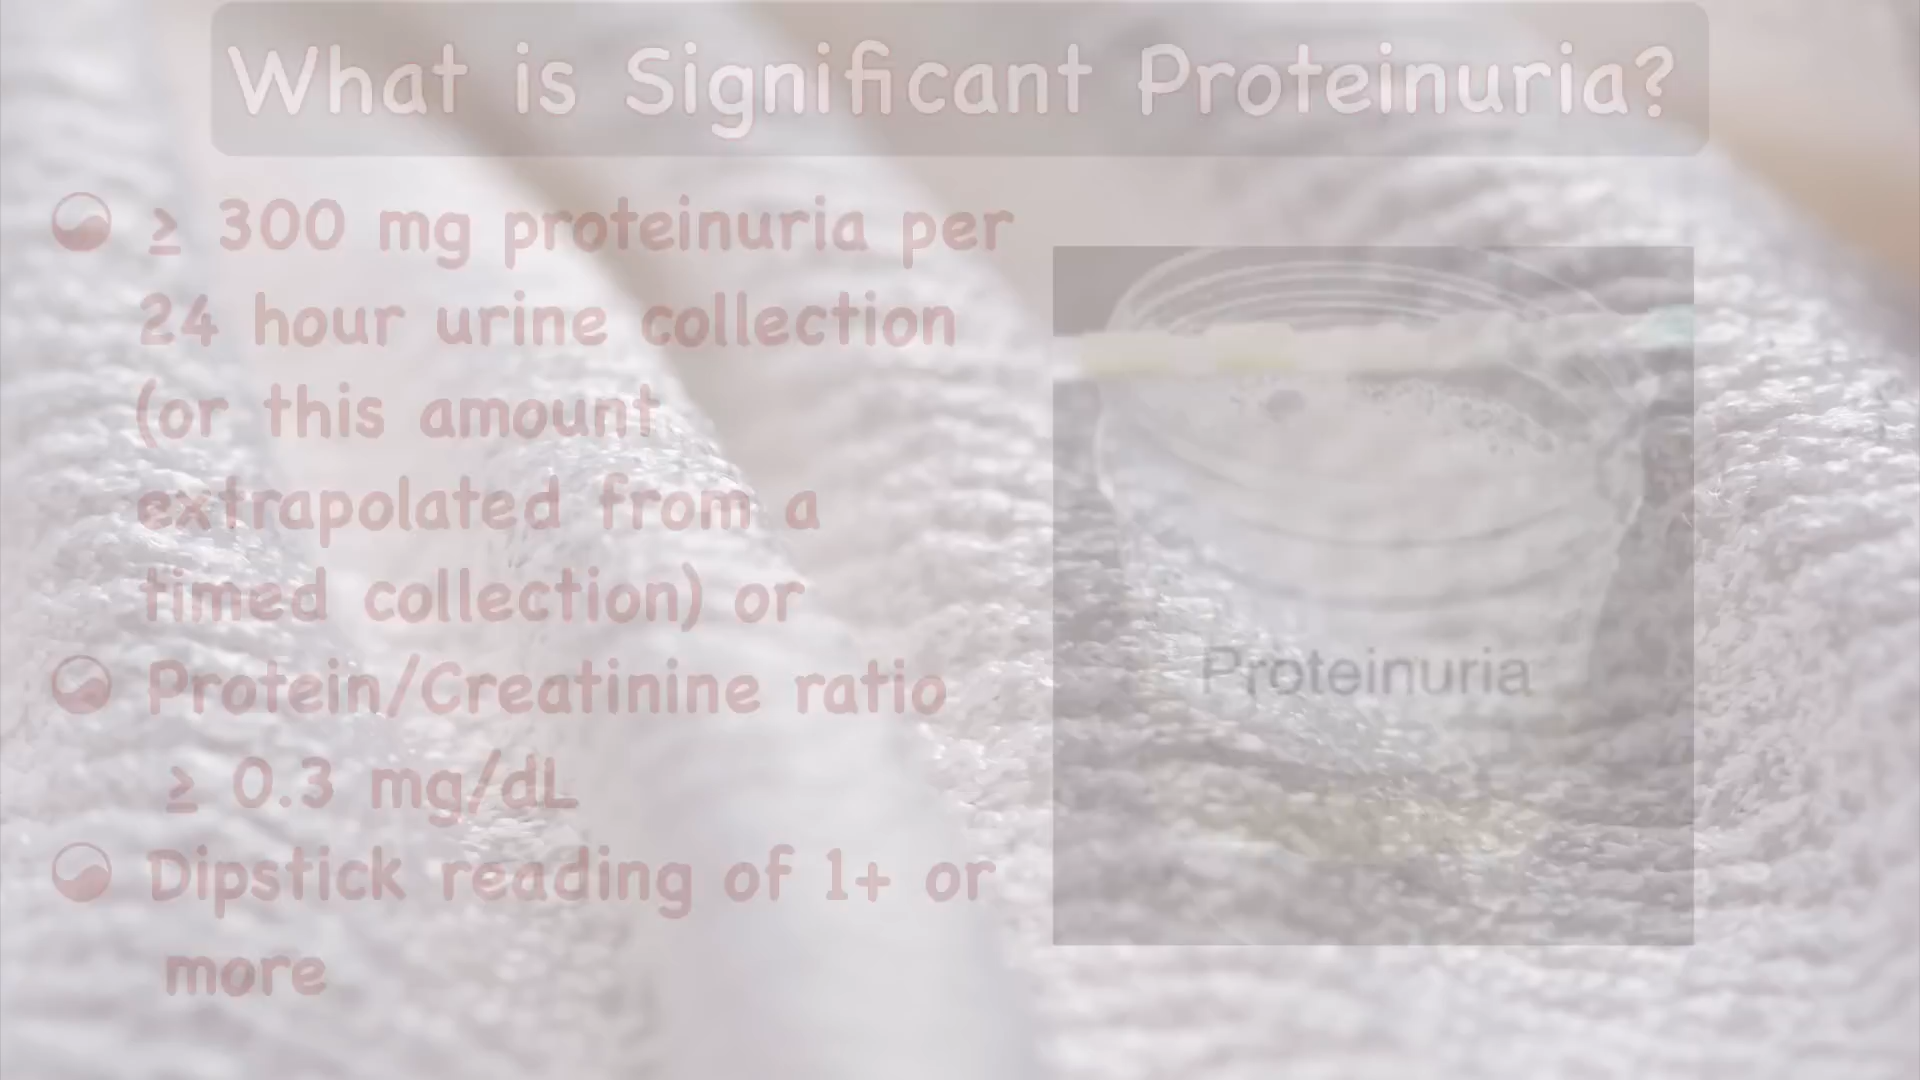 What is Significant Proteinuria?
≥ 300 mg proteinuria per
24 hour urine collection
(or this amount
extrapolated from a
timed collection) or
Protein/Creatinine ratio
≥ 0.3 mg/dL
Dipstick reading of 1+ or
more
Proteinuria